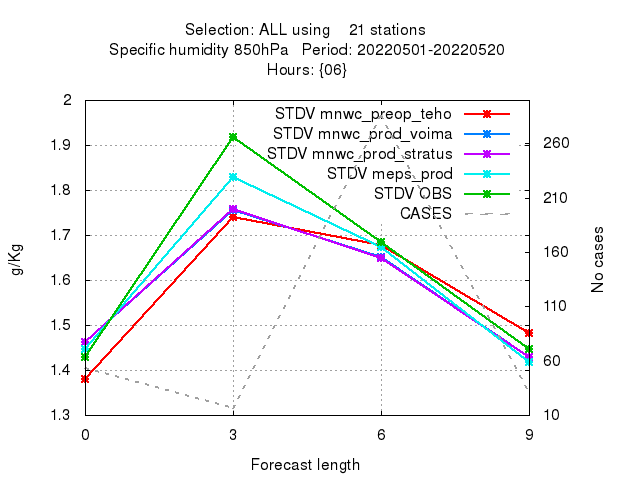 Selection: ALL using    21 stations
Specific humidity 850hPa   Period: 20220501-20220520
Hours: {06}
STDV mnwc_preop_teho
STDV mnwc_prod_voima
STDV mnwc_prod_stratus
STDV meps_prod
STDV OBS
CASES
2
1.9
1.8
1.7
1.6
1.5
1.4
1.3
g/Kg
260
210
160
110
60
10
No cases
0 3 6 9
Forecast length